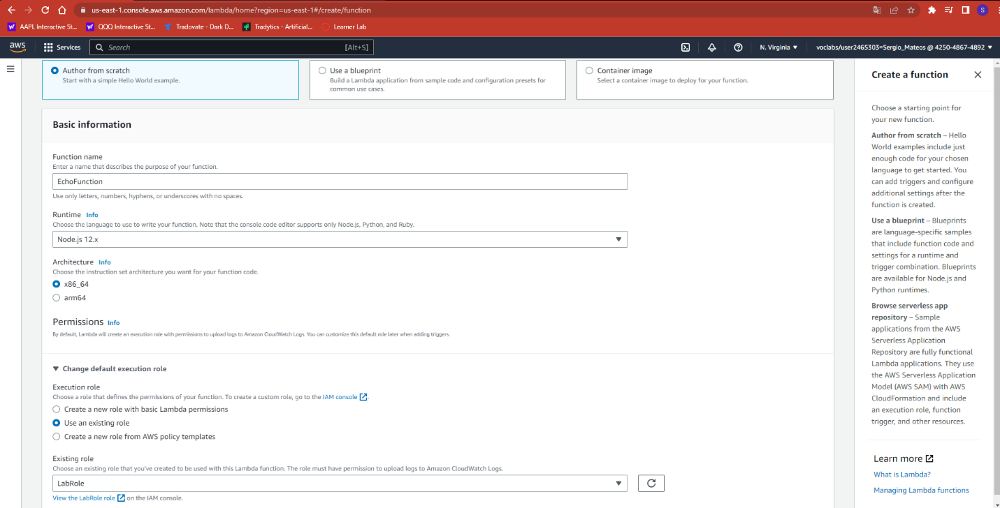 us-east-1.console.aws.amazon.com/lambda/home?region=us-east-1#/create/function
S
AAPL Interactive St...
QQQ Interactive St...
Tradovate - Dark D...
Tradytics - Artificial...
Learner Lab
aws
Services
Search
[Alt+S]
N. Virginia
voclabs/user2465303=Sergio_Mateos @ 4250-4867-4892
Author from scratch
Start with a simple Hello World example.
Use a blueprint
Build a Lambda application from sample code and configuration presets for
common use cases.
Container image
Select a container image to deploy for your function.
Basic information
Function name
Enter a name that describes the purpose of your function.
EchoFunction
Use only letters, numbers, hyphens, or underscores with no spaces.
Runtime Info
Choose the language to use to write your function. Note that the console code editor supports only Node.js, Python, and Ruby.
Node.js 12.x
Architecture Info
Choose the instruction set architecture you want for your function code.
x86_64
arm64
Permissions Info
By default, Lambda will create an execution role with permissions to upload logs to Amazon CloudWatch Logs. You can customize this default role later when adding triggers.
Change default execution role
Execution role
Choose a role that defines the permissions of your function. To create a custom role, go to the IAM console.
Create a new role with basic Lambda permissions
Use an existing role
Create a new role from AWS policy templates
Existing role
Choose an existing role that you've created to be used with this Lambda function. The role must have permission to upload logs to Amazon CloudWatch Logs.
LabRole
View the LabRole role on the IAM console.
Create a function
Choose a starting point for
your new function.
Author from scratch – Hello
World examples include just
enough code for your chosen
language to get started. You
can add triggers and configure
additional settings after the
function is created.
Use a blueprint – Blueprints
are language-specific samples
that include function code and
settings for a runtime and
trigger combination. Blueprints
are available for Node.js and
Python runtimes.
Browse serverless app
repository – Sample
applications from the AWS
Serverless Application
Repository are fully functional
Lambda applications. They use
the AWS Serverless Application
Model (AWS SAM) with AWS
CloudFormation and include
an execution role, function
trigger, and other resources.
Learn more
What is Lambda?
Managing Lambda functions